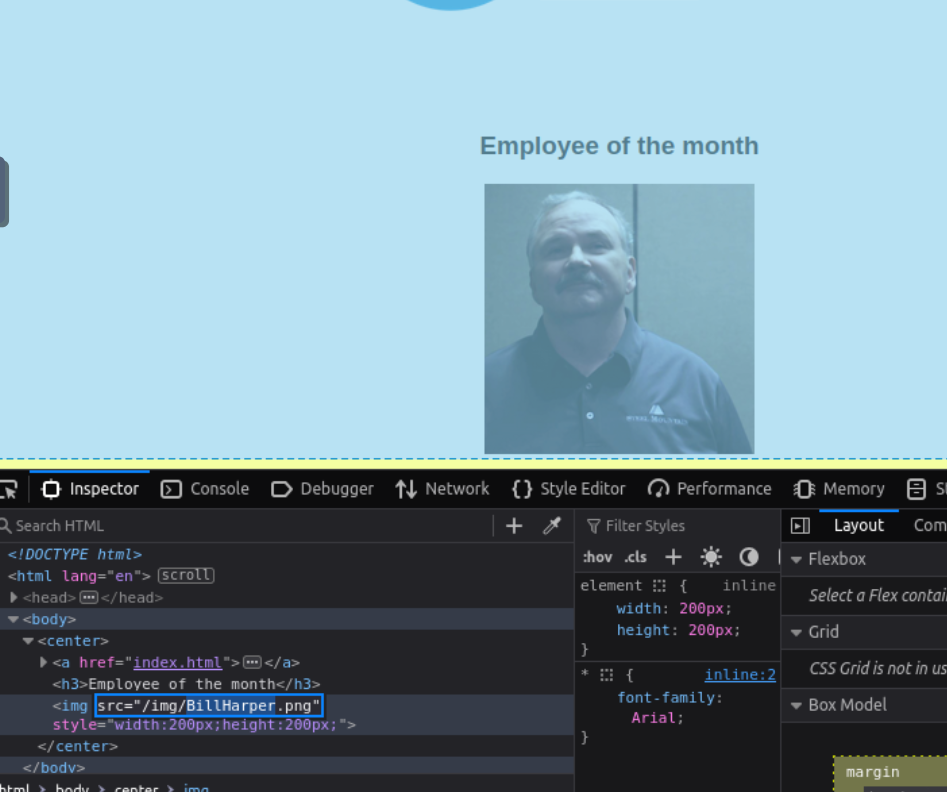 Employee of the month
Inspector Console Debugger Network Style Editor Performance Memory
Search HTML
<!DOCTYPE html>
<html lang="en"> scroll
<head> </head>
<body>
<center>
<a href="index.html"> </a>
<h3>Employee of the month</h3>
<img src="/img/BillHarper.png"
style="width:200px;height:200px;">
</center>
</body>
html > body > center > img
Filter Styles
:hov .cls
element { inline
width: 200px;
height: 200px;
}
* { inline:2
font-family:
Arial;
}
Layout Com
Flexbox
Select a Flex contai
Grid
CSS Grid is not in us
Box Model
margin